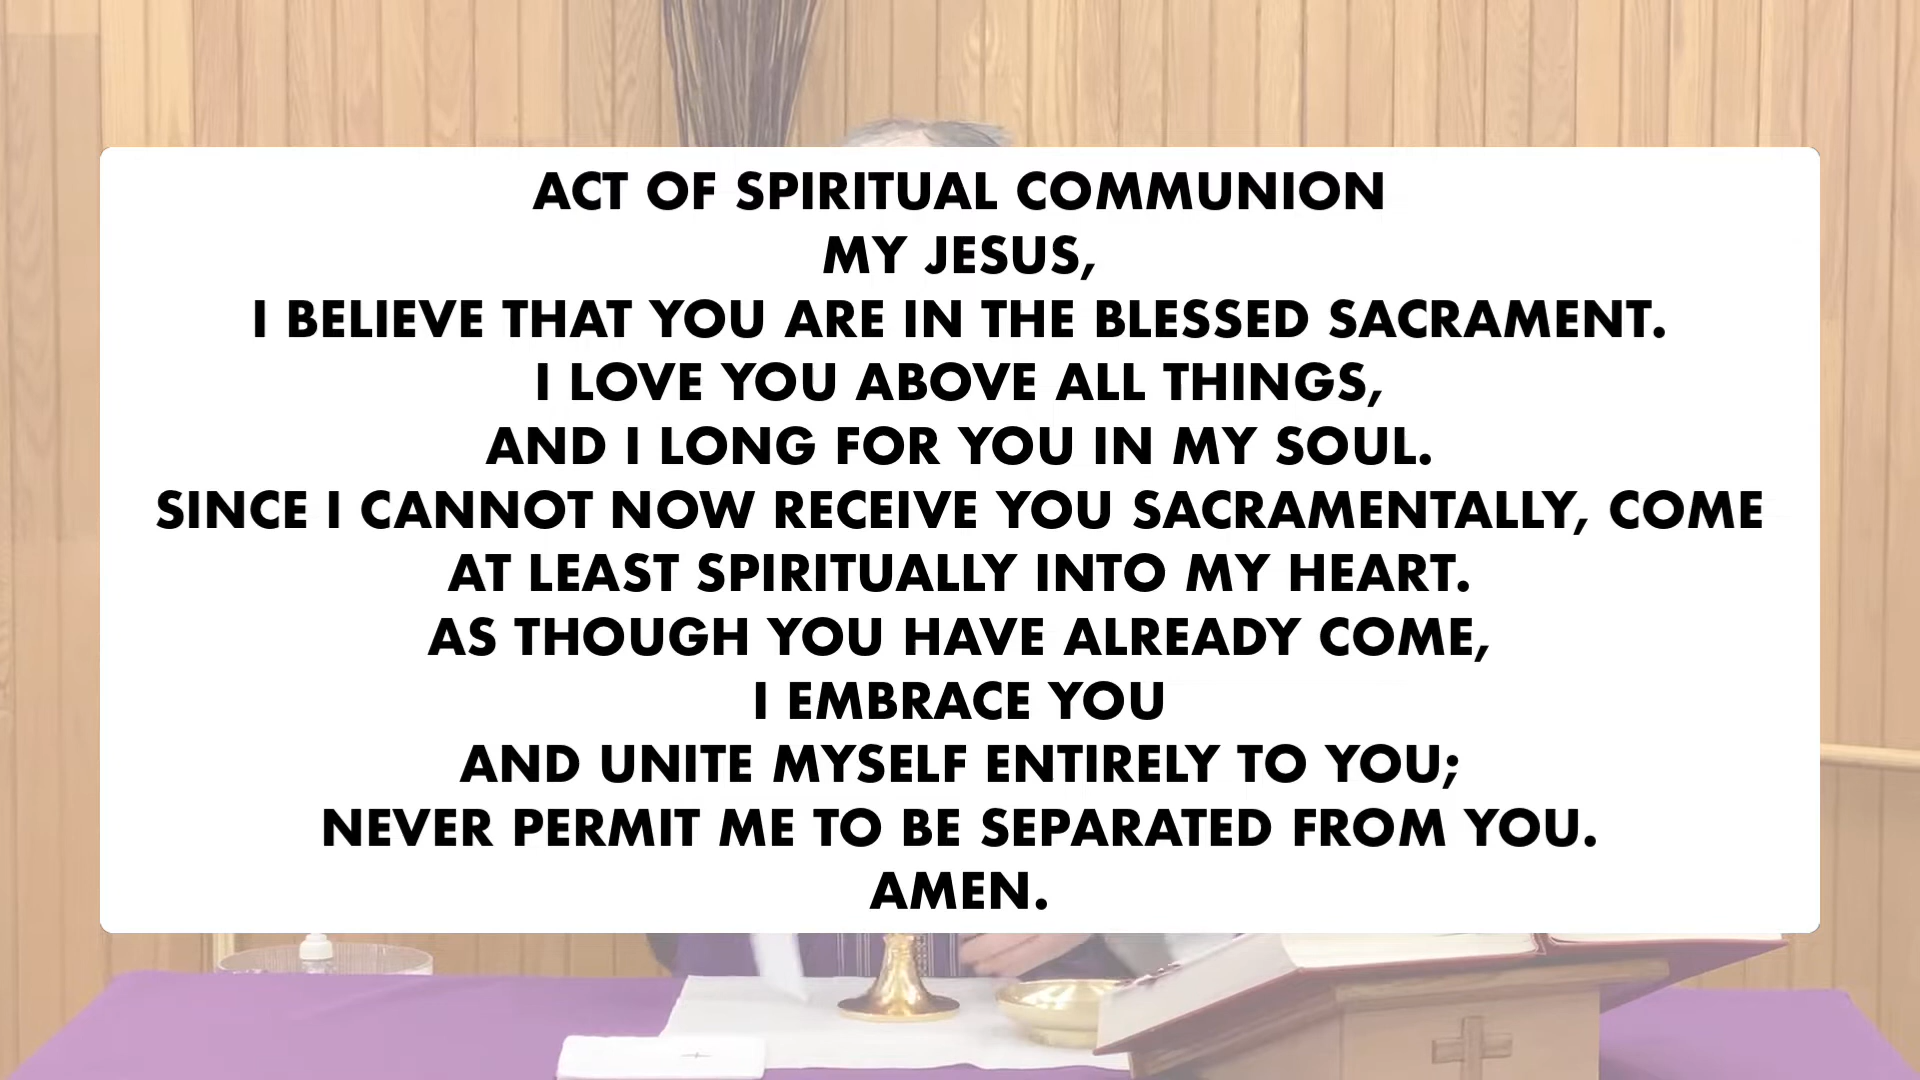 ACT OF SPIRITUAL COMMUNION
MY JESUS,
I BELIEVE THAT YOU ARE IN THE BLESSED SACRAMENT.
I LOVE YOU ABOVE ALL THINGS,
AND I LONG FOR YOU IN MY SOUL.
SINCE I CANNOT NOW RECEIVE YOU SACRAMENTALLY, COME
AT LEAST SPIRITUALLY INTO MY HEART.
AS THOUGH YOU HAVE ALREADY COME,
I EMBRACE YOU
AND UNITE MYSELF ENTIRELY TO YOU;
NEVER PERMIT ME TO BE SEPARATED FROM YOU.
AMEN.